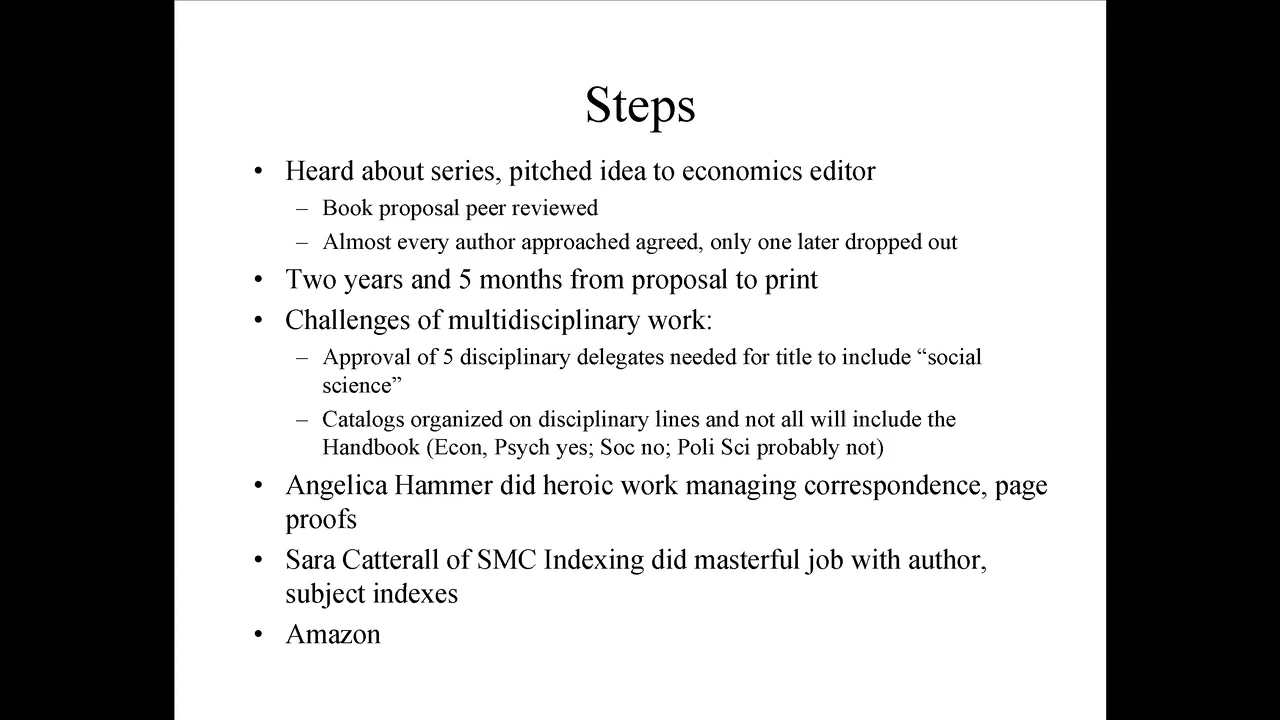 Steps
• Heard about series, pitched idea to economics editor
– Book proposal peer reviewed
– Almost every author approached agreed, only one later dropped out
• Two years and 5 months from proposal to print
• Challenges of multidisciplinary work:
– Approval of 5 disciplinary delegates needed for title to include “social
science”
– Catalogs organized on disciplinary lines and not all will include the
Handbook (Econ, Psych yes; Soc no; Poli Sci probably not)
• Angelica Hammer did heroic work managing correspondence, page
proofs
• Sara Catterall of SMC Indexing did masterful job with author,
subject indexes
• Amazon